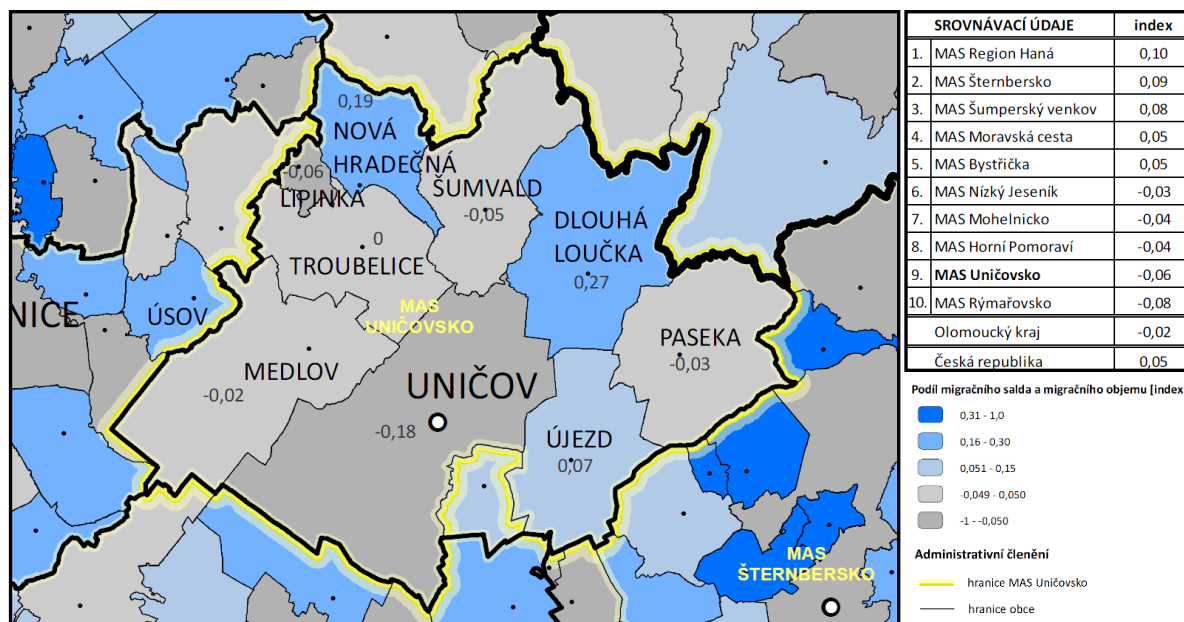 0,19
NOVÁ
HRADEČNÁ
-0,06
LIPINKA
ŠUMVALD
-0,05
DLOUHÁ
LOUČKA
0,27
0
TROUBELICE
MAS
UNIČOVSKO
NICE
ÚSOV
MEDLOV
-0,02
UNIČOV
-0,18
PASEKA
-0,03
ÚJEZD
0,07
MAS
ŠTERNBERSKO
SROVNÁVACÍ ÚDAJE index
1. MAS Region Haná 0,10
2. MAS Šternbersko 0,09
3. MAS Šumperský venkov 0,08
4. MAS Moravská cesta 0,05
5. MAS Bystřička 0,05
6. MAS Nízký Jeseník -0,03
7. MAS Mohelnicko -0,04
8. MAS Horní Pomoraví -0,04
9. MAS Uničovsko -0,06
10. MAS Rýmařovsko -0,08
Olomoucký kraj -0,02
Česká republika 0,05
Podíl migračního salda a migračního objemu [index
0,31 - 1,0
0,16 - 0,30
0,051 - 0,15
-0,049 - 0,050
-1 - -0,050
Administrativní členění
hranice MAS Uničovsko
hranice obce